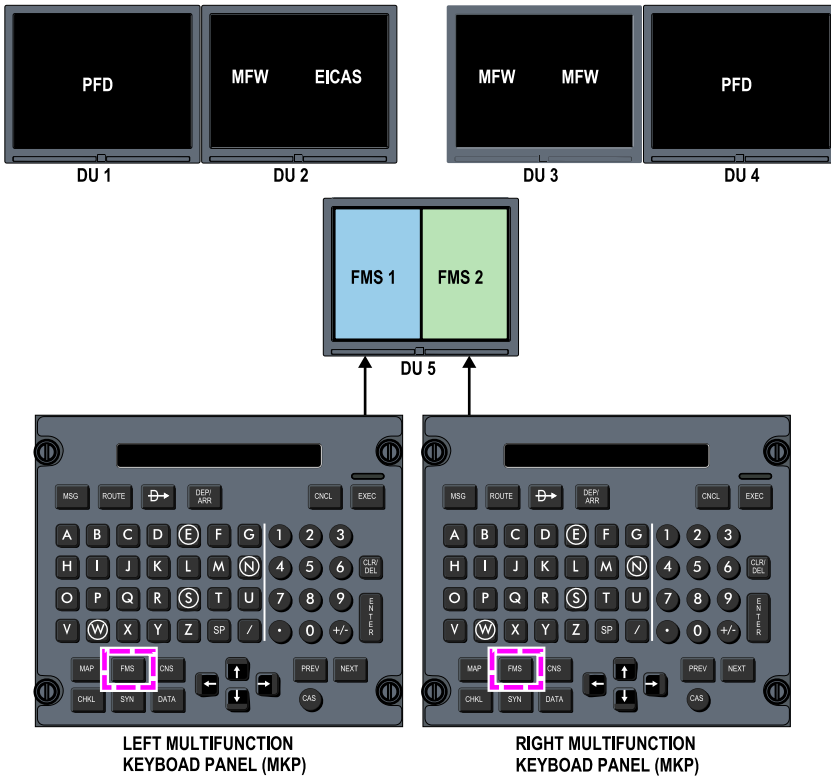 PFD
MFW EICAS
MFW MFW
PFD
DU 1
DU 2
DU 3
DU 4
FMS 1
FMS 2
DU 5
MSG ROUTE D DEP/
ARR CNCL EXEC
A B C D E F G 1 2 3
H I J K L M N 4 5 6 CLR/
DEL
O P Q R S T U 7 8 9
V W X Y Z SP / . 0 +/-
E
N
T
E
R
MAP FMS CNS PREV NEXT
CHKL SYN DATA CAS
LEFT MULTIFUNCTION
KEYBOAD PANEL (MKP)
MSG ROUTE D DEP/
ARR CNCL EXEC
A B C D E F G 1 2 3
H I J K L M N 4 5 6 CLR/
DEL
O P Q R S T U 7 8 9
V W X Y Z SP / . 0 +/-
E
N
T
E
R
MAP FMS CNS PREV NEXT
CHKL SYN DATA CAS
RIGHT MULTIFUNCTION
KEYBOAD PANEL (MKP)